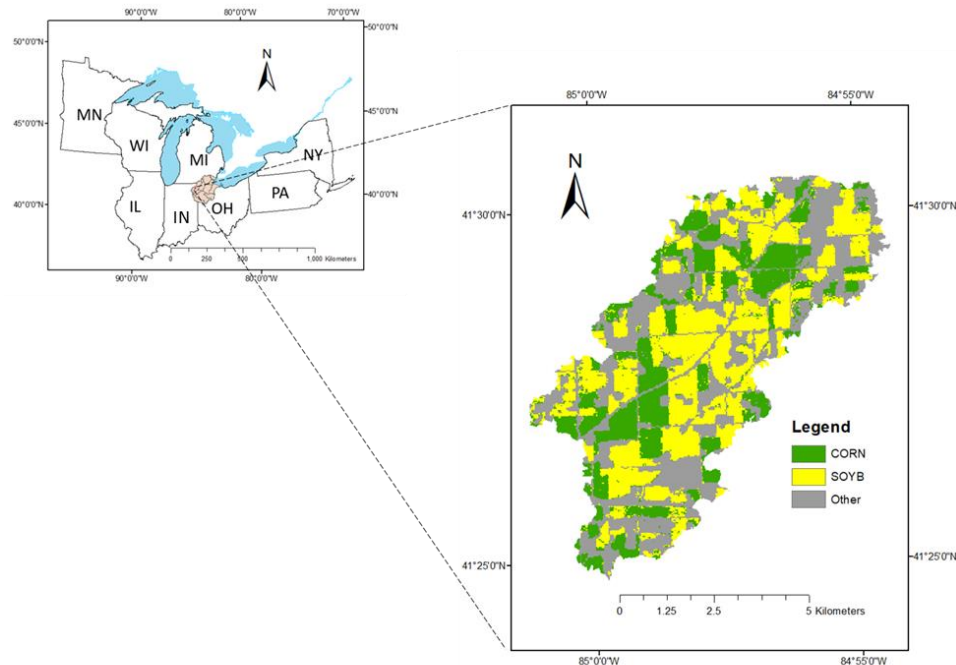 90°0'0"W 80°0'0"W 70°0'0"W
50°0'0"N
50°0'0"N
N
45°0'0"N
45°0'0"N
MN
WI
MI
NY
40°0'0"N
40°0'0"N
IL
IN
OH
PA
0 250 500 1,000 Kilometers
90°0'0"W 80°0'0"W
85°0'0"W 84°55'0"W
N
41°30'0"N
41°30'0"N
Legend
CORN
SOYB
Other
41°25'0"N
41°25'0"N
0 1.25 2.5 5 Kilometers
85°0'0"W 84°55'0"W